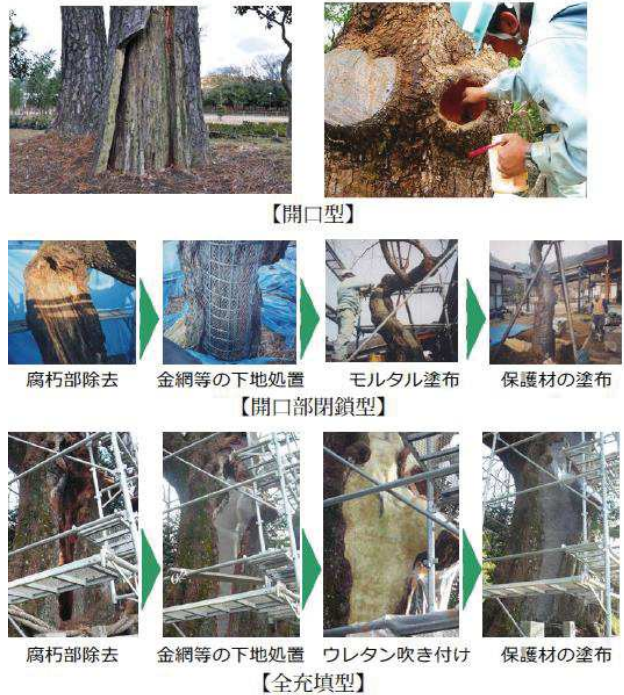 【開口型】
腐朽部除去
金網等の下地処置
モルタル塗布
保護材の塗布
【開口部閉鎖型】
腐朽部除去
金網等の下地処置
ウレタン吹き付け
保護材の塗布
【全充填型】